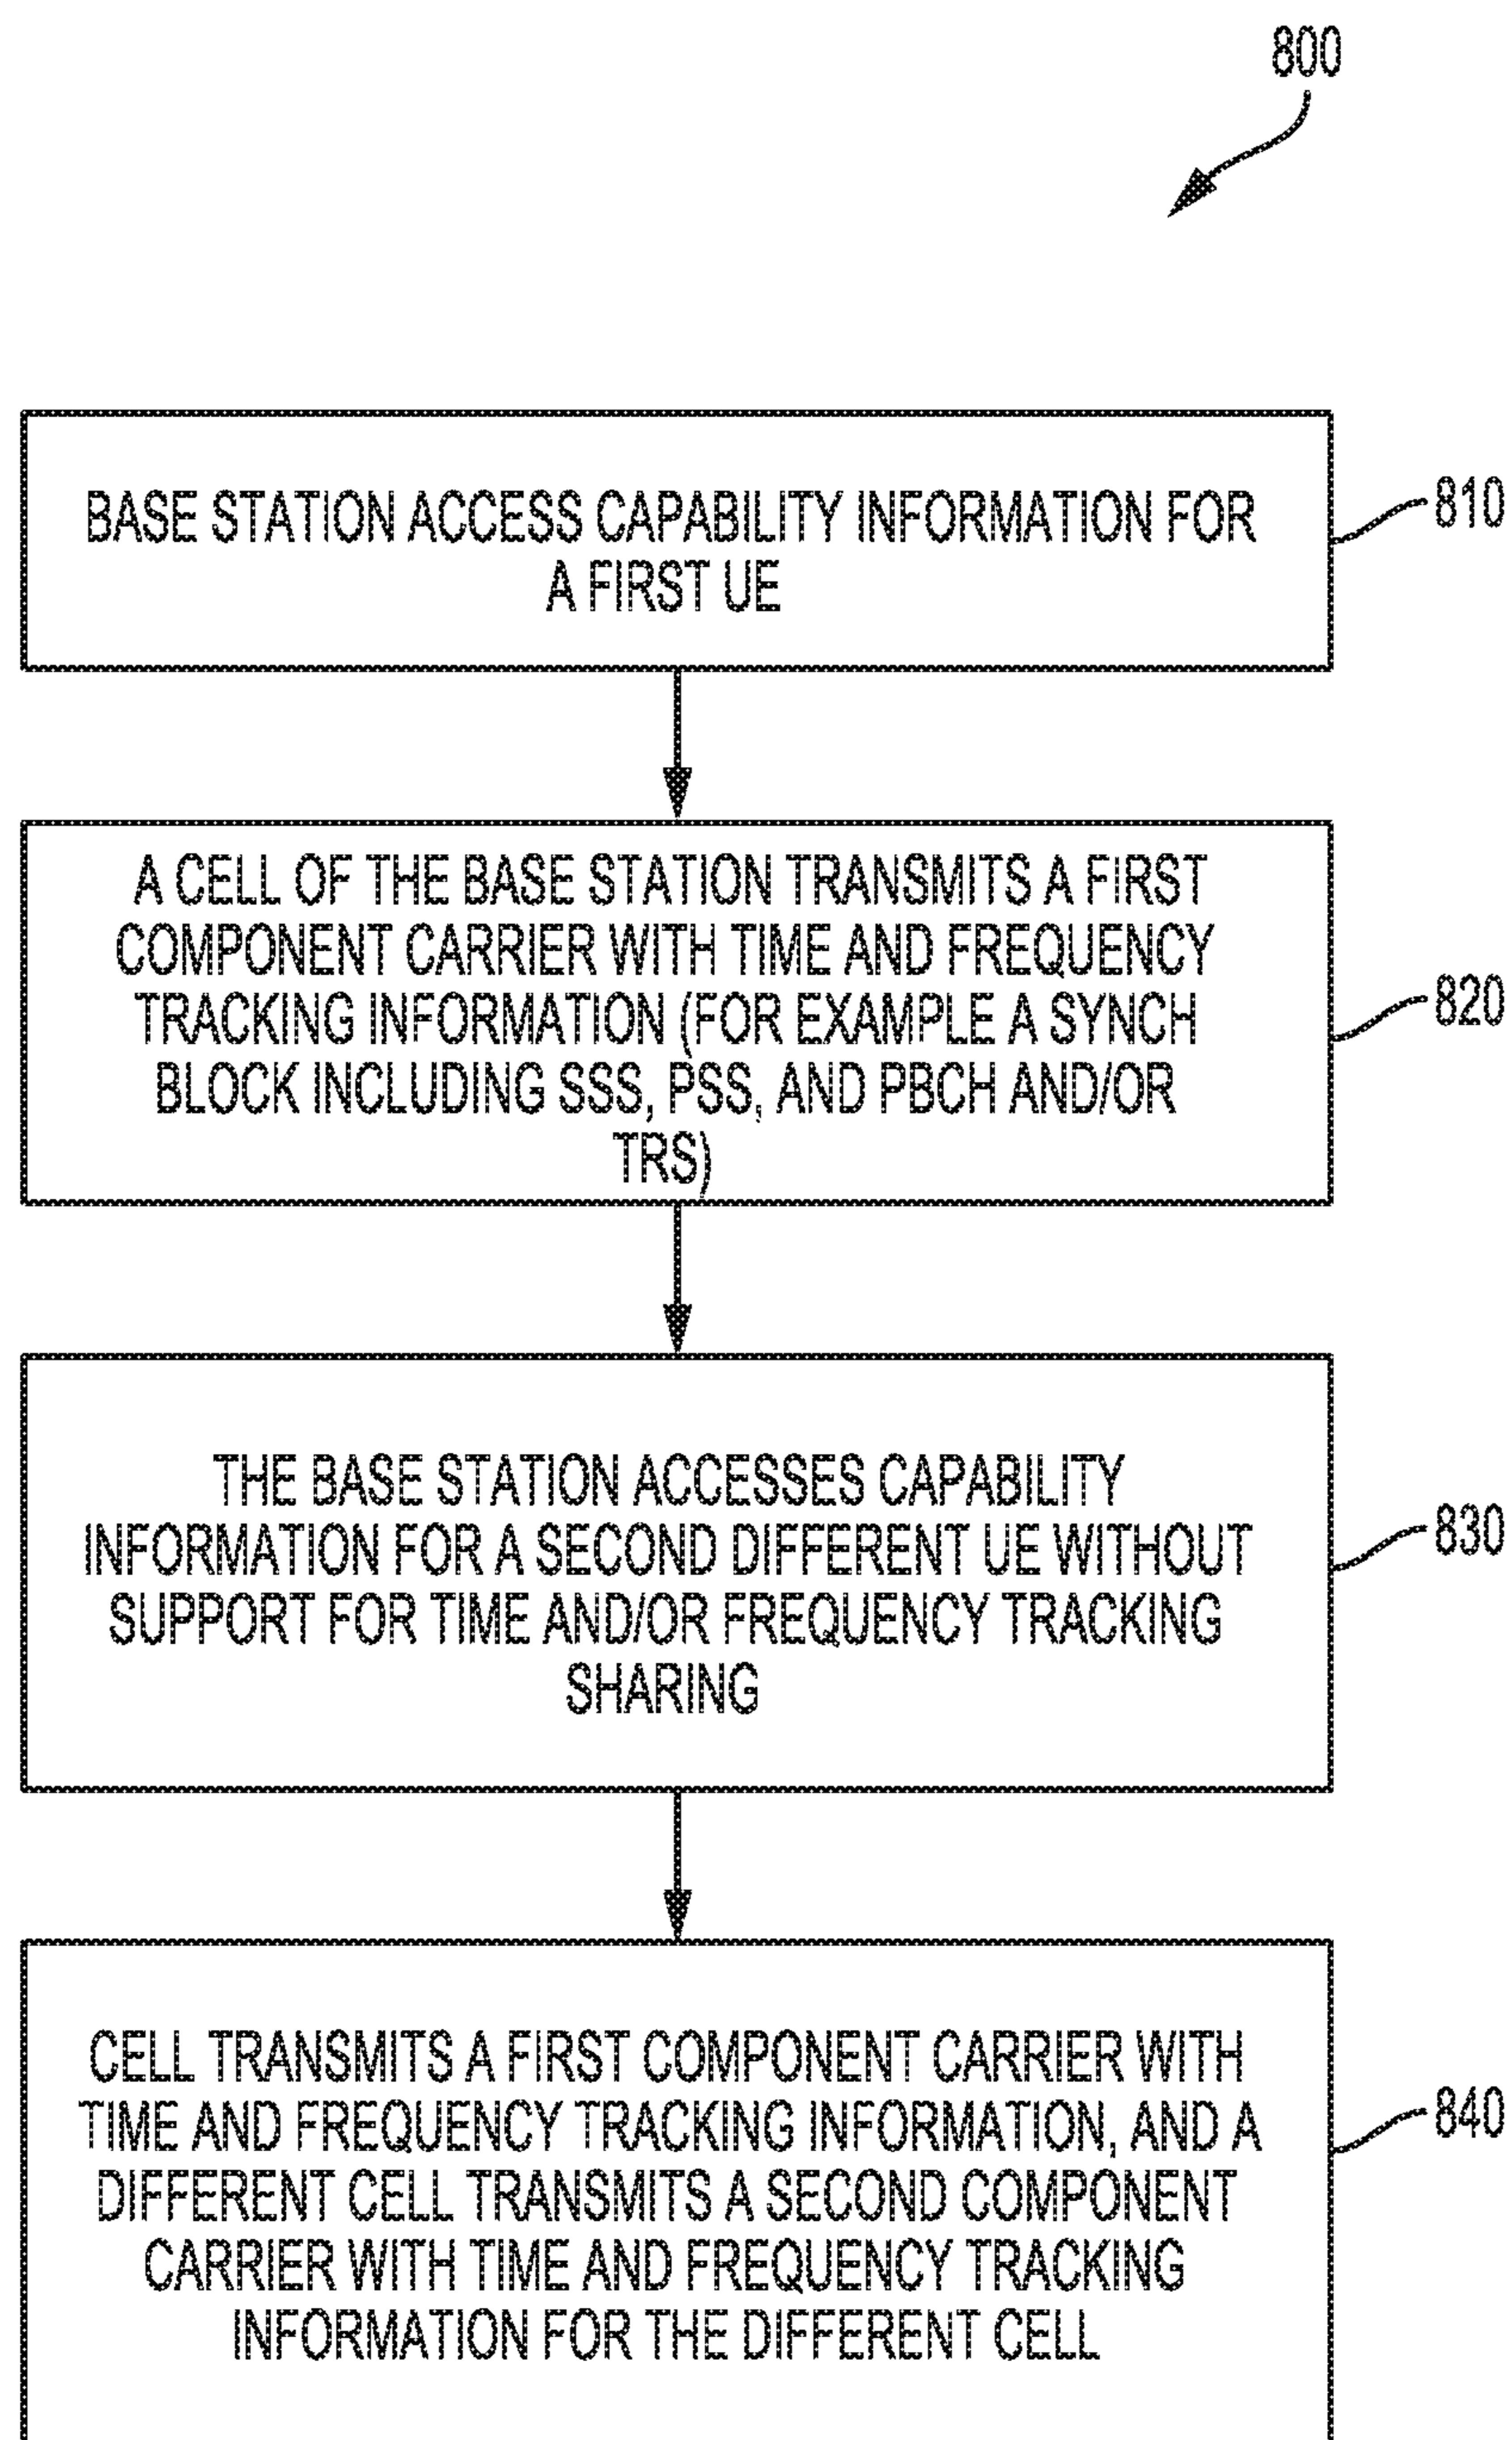 800
BASE STATION ACCESS CAPABILITY INFORMATION FOR
A FIRST UE
810
A CELL OF THE BASE STATION TRANSMITS A FIRST
COMPONENT CARRIER WITH TIME AND FREQUENCY
TRACKING INFORMATION (FOR EXAMPLE A SYNCH
BLOCK INCLUDING SSS, PSS, AND PBCH AND/OR
TRS)
820
THE BASE STATION ACCESSES CAPABILITY
INFORMATION FOR A SECOND DIFFERENT UE WITHOUT
SUPPORT FOR TIME AND/OR FREQUENCY TRACKING
SHARING
830
CELL TRANSMITS A FIRST COMPONENT CARRIER WITH
TIME AND FREQUENCY TRACKING INFORMATION, AND A
DIFFERENT CELL TRANSMITS A SECOND COMPONENT
CARRIER WITH TIME AND FREQUENCY TRACKING
INFORMATION FOR THE DIFFERENT CELL
840